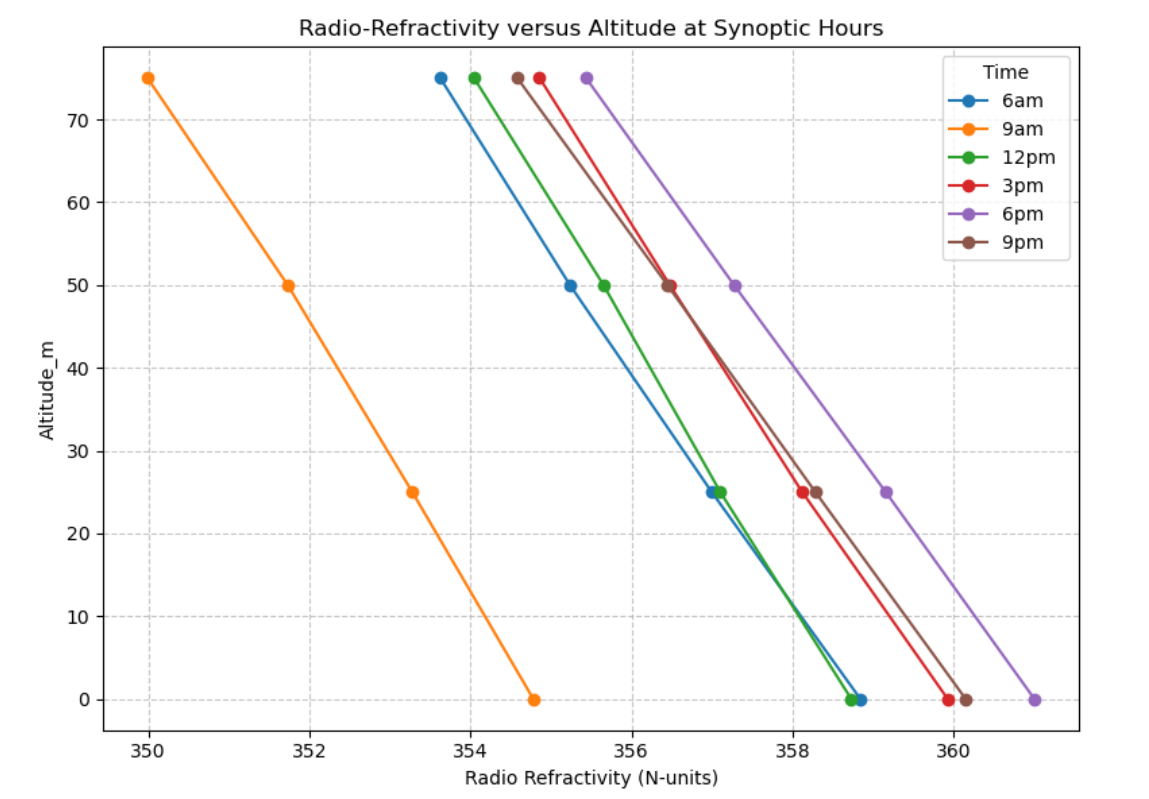 Radio-Refractivity versus Altitude at Synoptic Hours
Time
6am
9am
12pm
3pm
6pm
9pm
70
60
50
40
30
20
10
0
Altitude_m
350 352 354 356 358 360
Radio Refractivity (N-units)